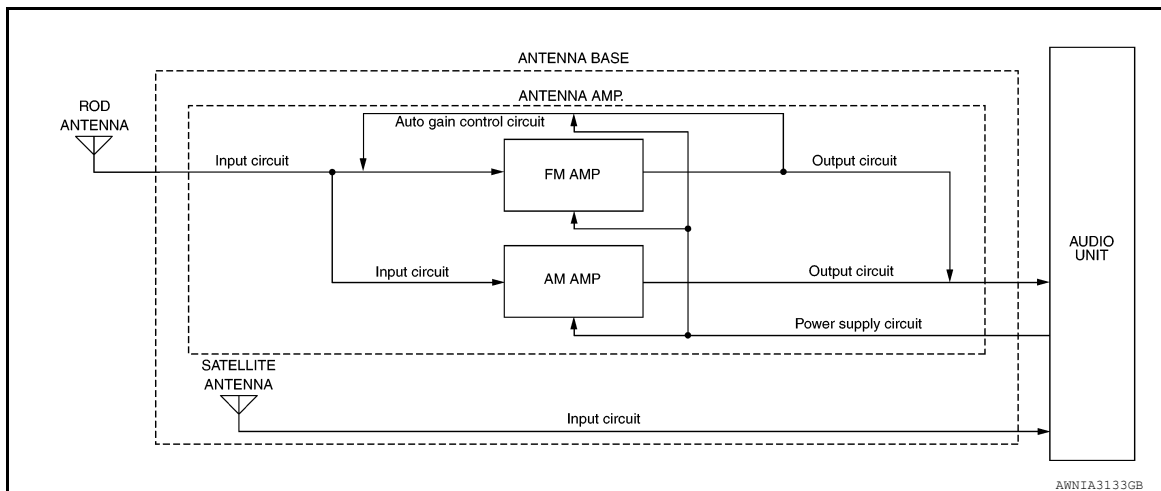 ANTENNA BASE
ANTENNA AMP.
ROD
ANTENNA
Auto gain control circuit
Input circuit
FM AMP
Output circuit
AUDIO
UNIT
Input circuit
AM AMP
Output circuit
Power supply circuit
SATELLITE
ANTENNA
Input circuit
AWNIA3133GB